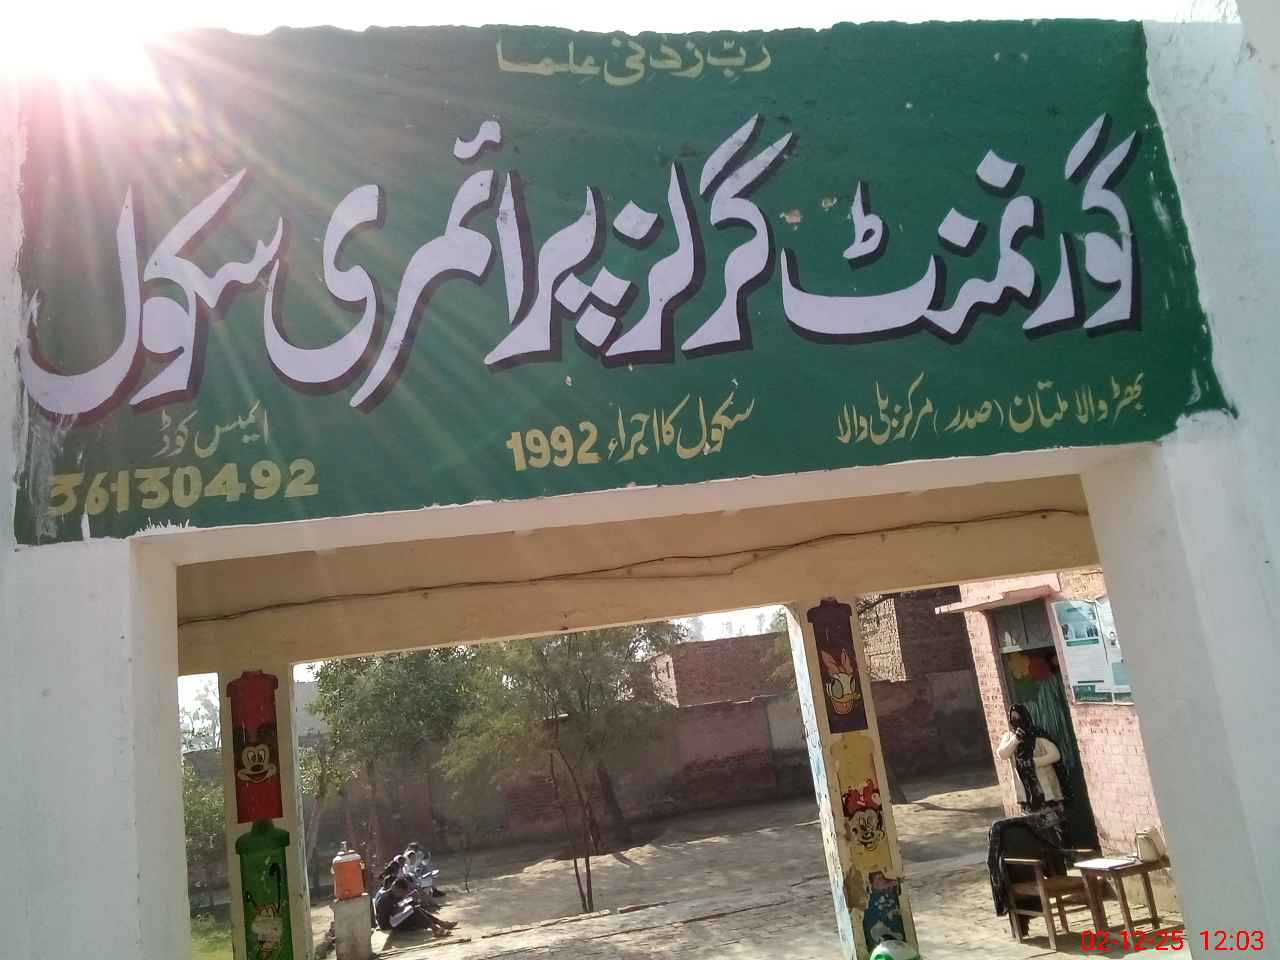 ربّ زدنی علما
گورنمنٹ گرلز پرائمری سکول
بھڑ والا ملتان (صدر) مرکز بلی والا
سکول کا اجراء 1992
ایمیس کوڈ
36130492
02-12-25 12:03